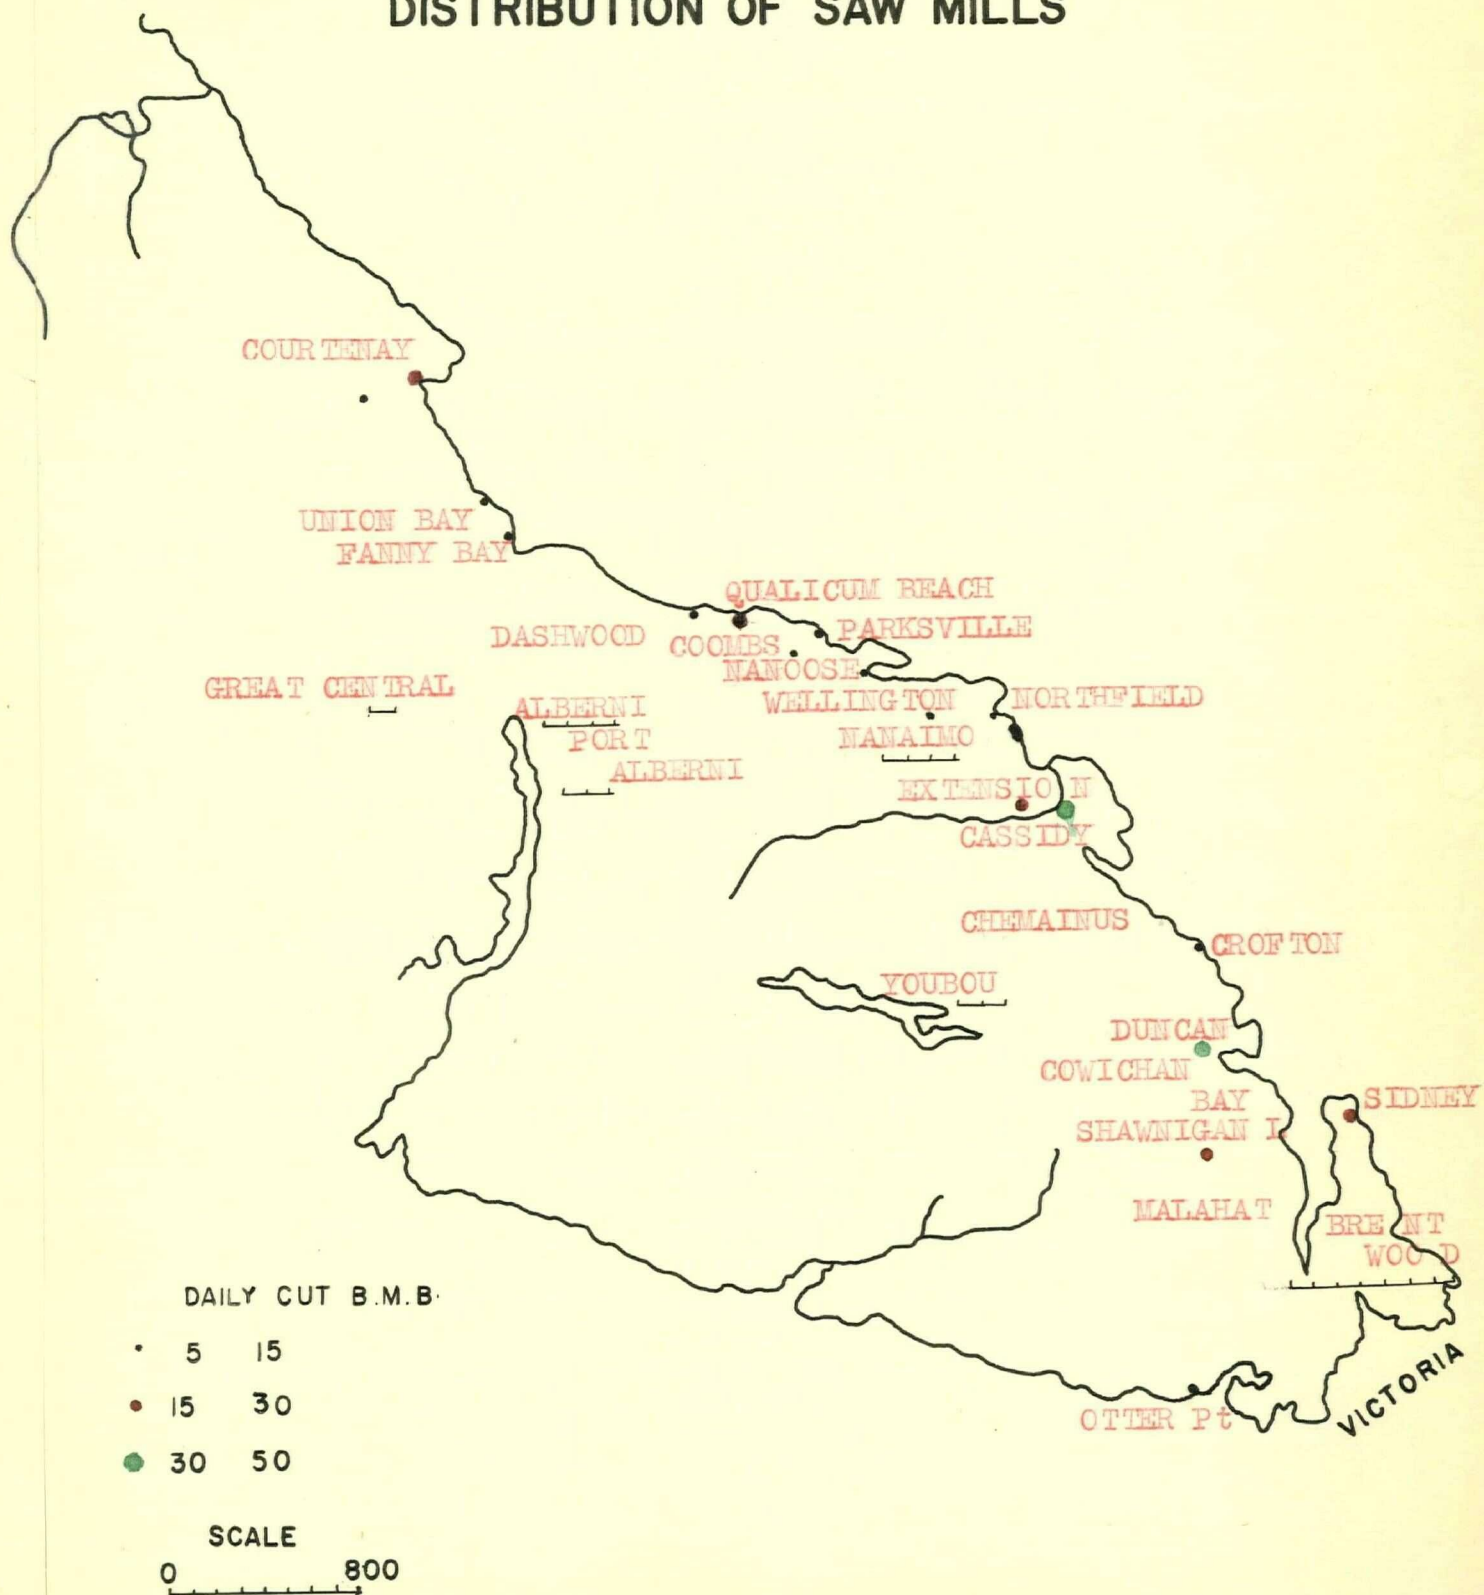 DISTRIBUTION OF SAW MILLS
COURTENAY
UNION BAY
FANNY BAY
QUALICUM BEACH
DASHWOOD
COOMBS
PARKSVILLE
NANOOSE
GREAT CENTRAL
WELLINGTON
NORTHFIELD
ALBERNI
PORT
ALBERNI
NANAIMO
EXTENSION
CASSIDY
CHEMAINUS
CROFTON
YOUBOU
DUNCAN
COWICHAN
BAY
SIDNEY
SHAWNIGAN L
MALAHAT
BRENT
WOOD
VICTORIA
OTTER Pt
DAILY CUT B.M.B.
5 15
15 30
30 50
SCALE
0 800